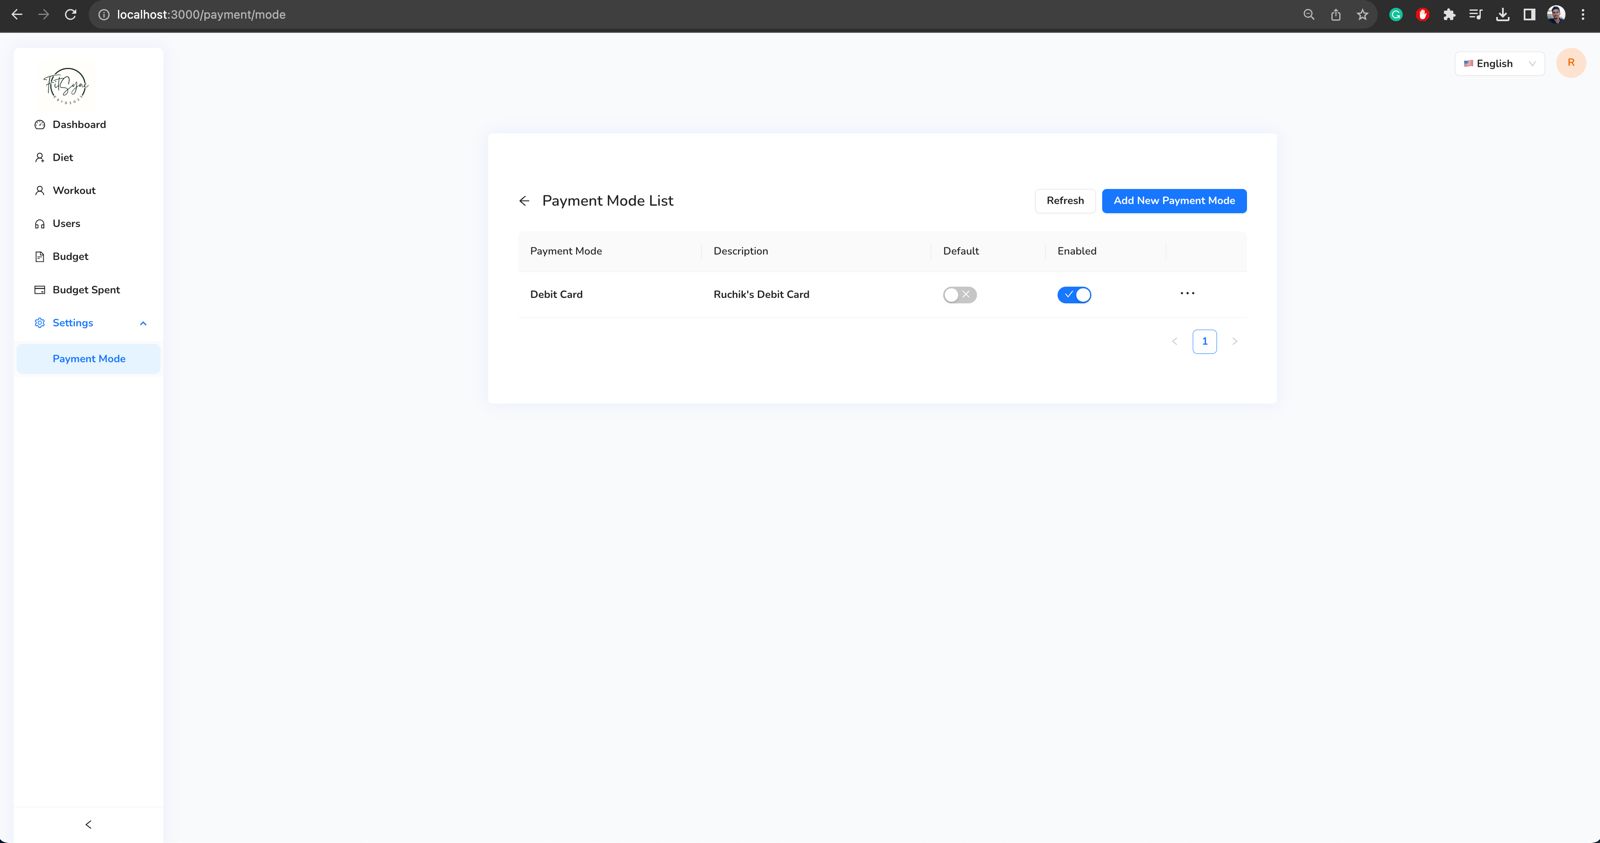 localhost:3000/payment/mode
English
R
FitSync
Dashboard
Diet
Workout
Users
Budget
Budget Spent
Settings
Payment Mode
Payment Mode List
Refresh
Add New Payment Mode
Payment Mode Description Default Enabled
Debit Card Ruchik's Debit Card
1